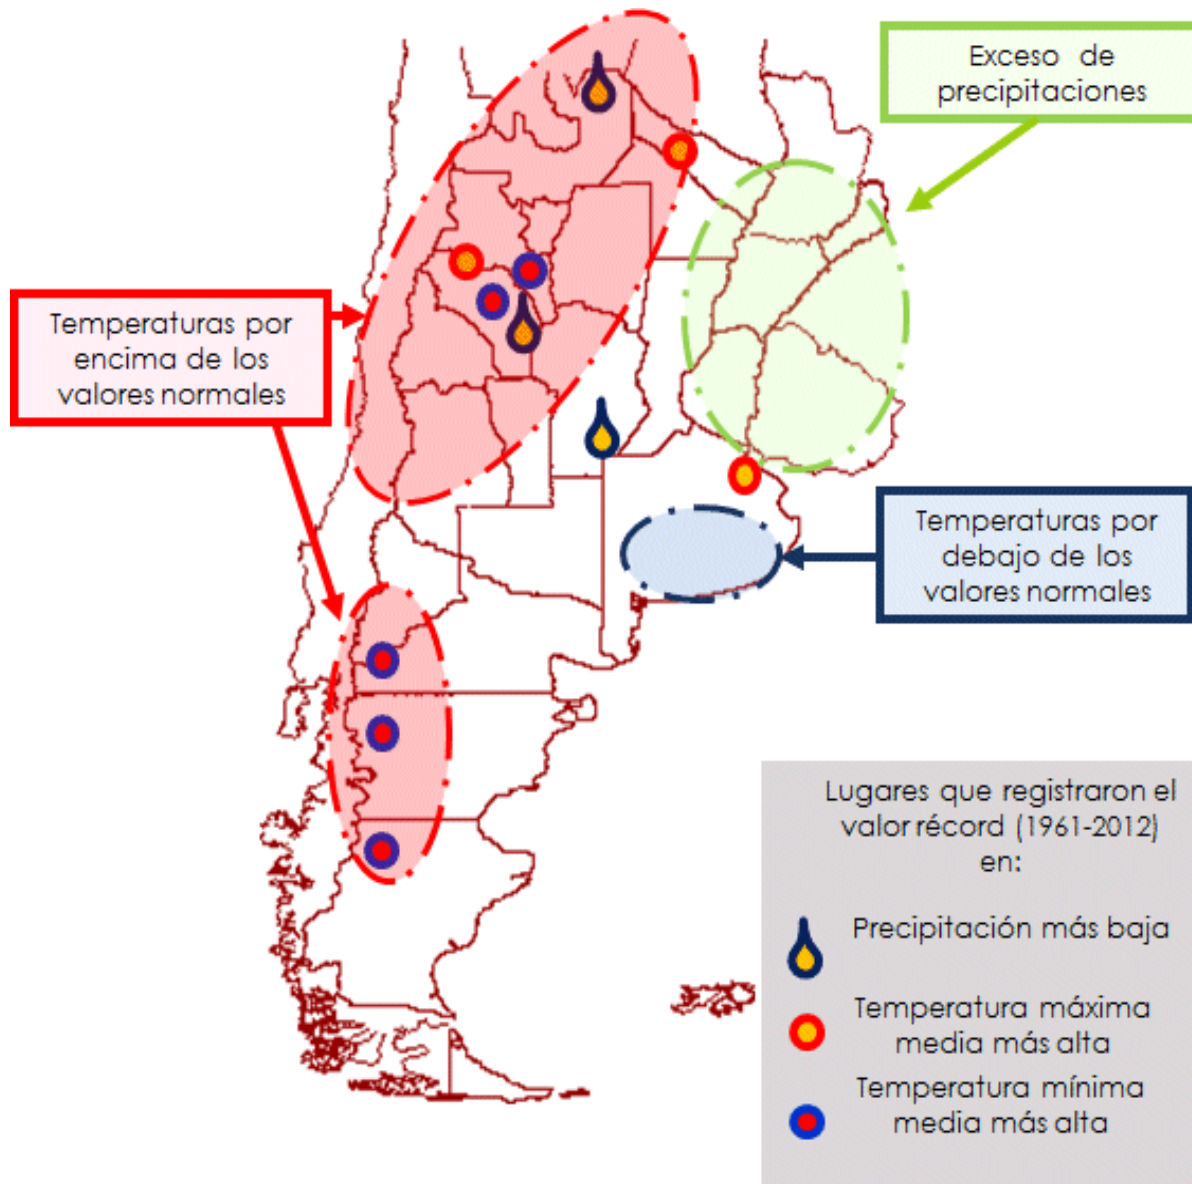 Exceso de
precipitaciones
Temperaturas por
encima de los
valores normales
Temperaturas por
debajo de los
valores normales
Lugares que registraron el
valor récord (1961-2012)
en:
Precipitación más baja
Temperatura máxima
media más alta
Temperatura mínima
media más alta